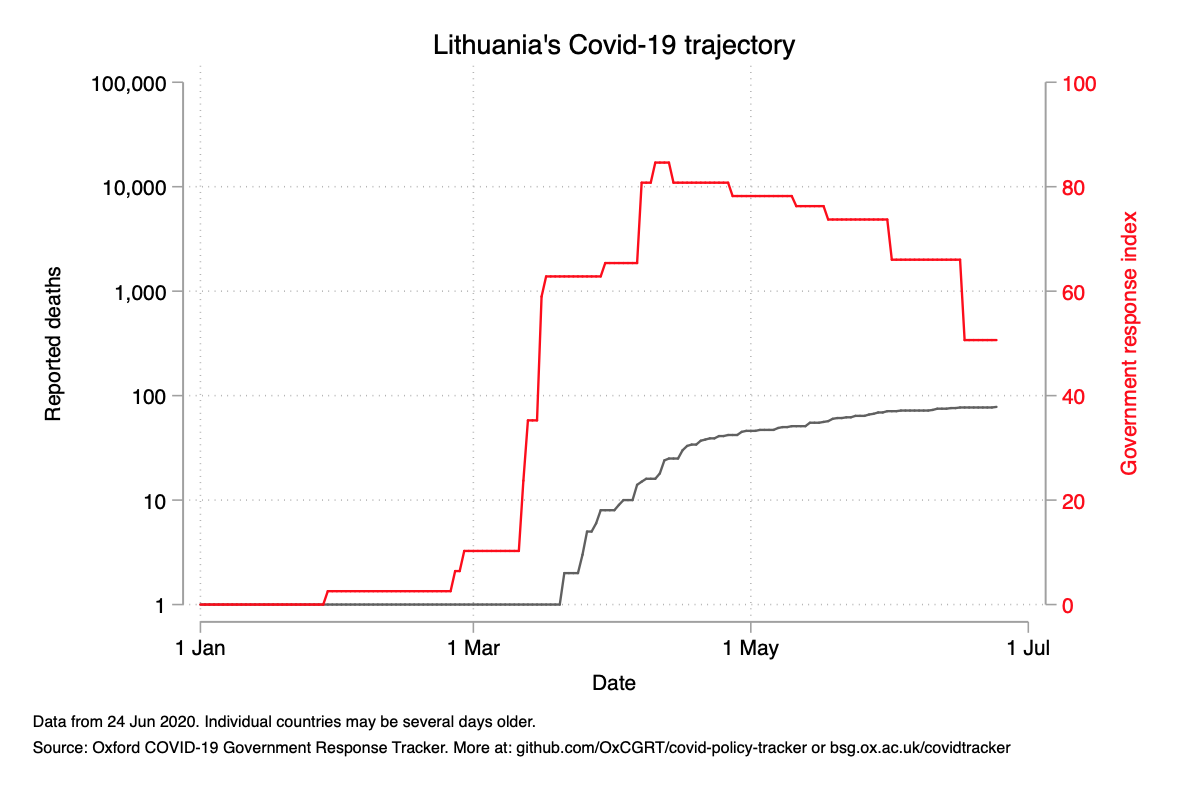 Lithuania's Covid-19 trajectory
100,000
10,000
1,000
100
10
1
Reported deaths
100
80
60
40
20
0
Government response index
1 Jan
1 Mar
1 May
1 Jul
Date
Data from 24 Jun 2020. Individual countries may be several days older.
Source: Oxford COVID-19 Government Response Tracker. More at: github.com/OxCGRT/covid-policy-tracker or bsg.ox.ac.uk/covidtracker